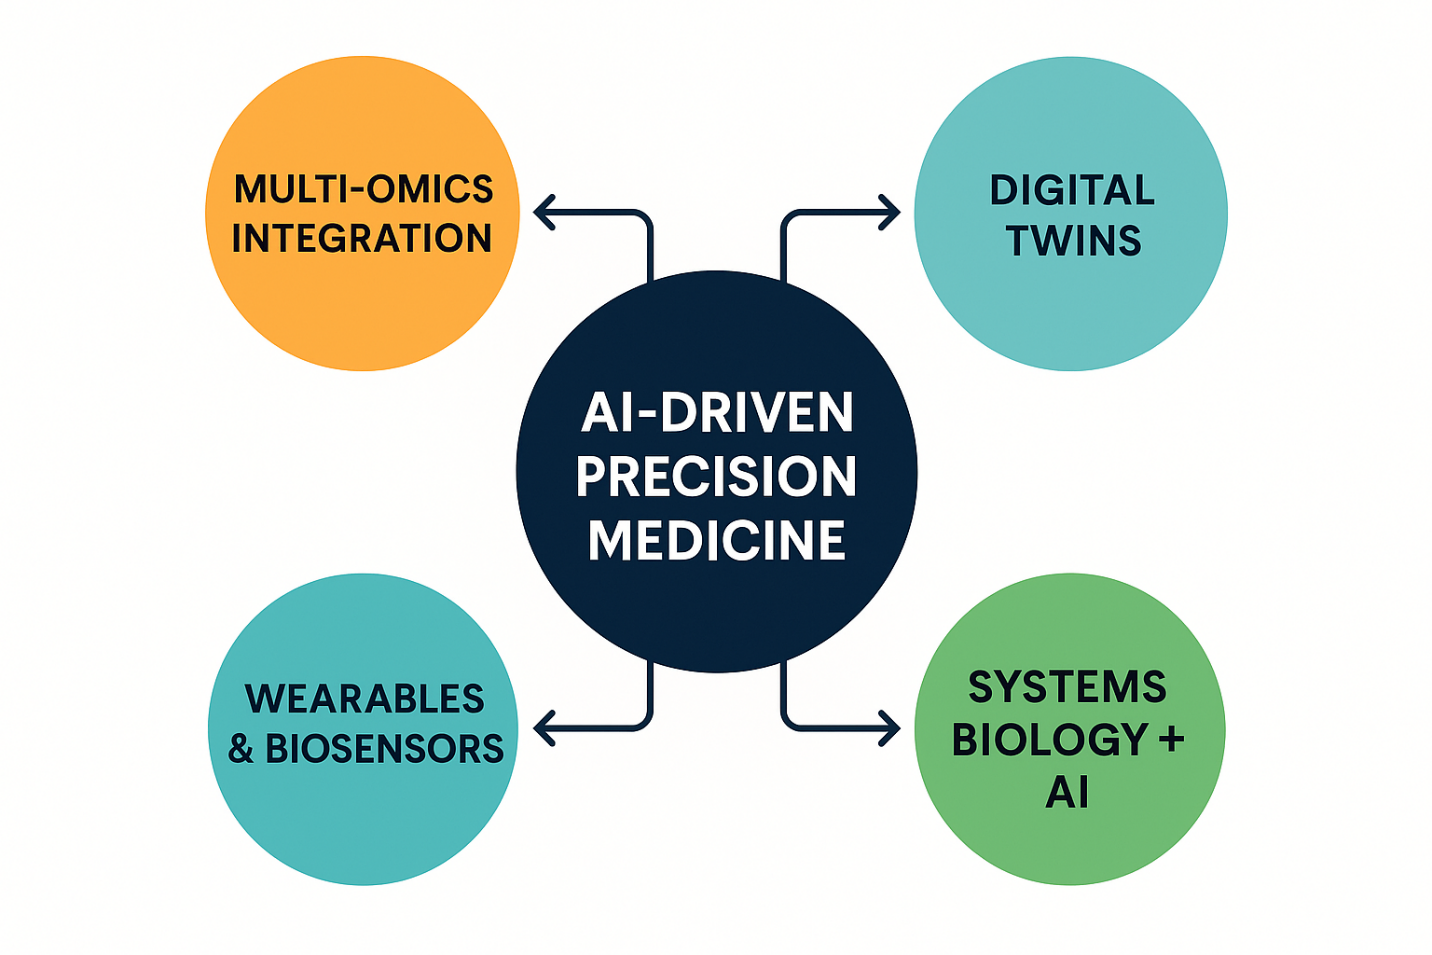 MULTI-OMICS
INTEGRATION
DIGITAL
TWINS
AI-DRIVEN
PRECISION
MEDICINE
WEARABLES
& BIOSENSORS
SYSTEMS
BIOLOGY +
AI